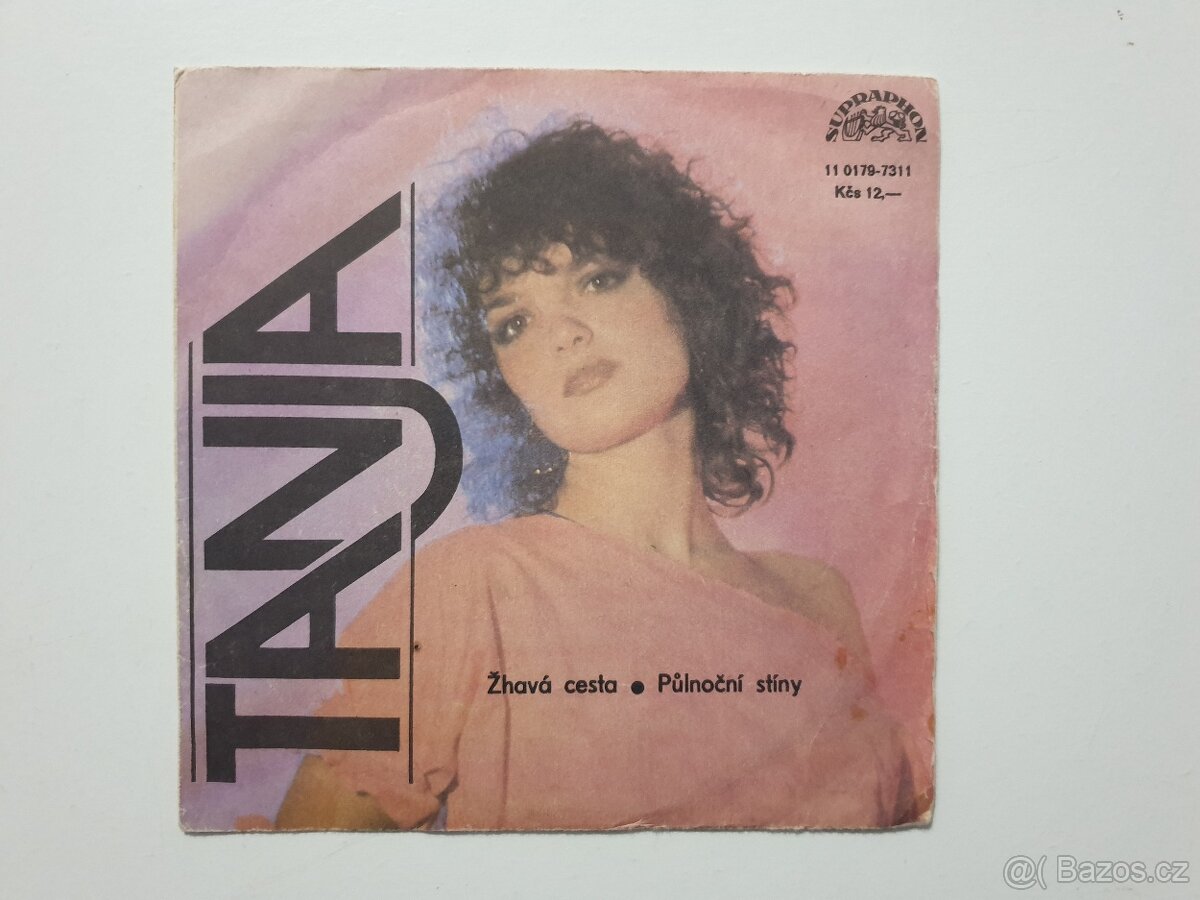 SUPRAPHON
11 0179-7311
Kčs 12,—
TANJA
Žhavá cesta ● Půlnoční stíny
@( Bazos.cz